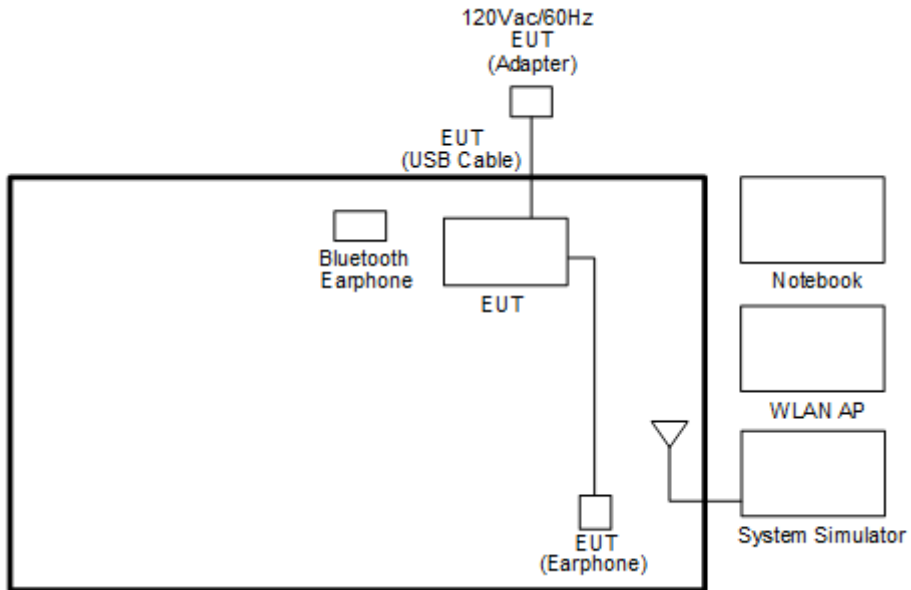 120Vac/60Hz
EUT
(Adapter)
EUT
(USB Cable)
Bluetooth
Earphone
EUT
Notebook
WLAN AP
System Simulator
EUT
(Earphone)